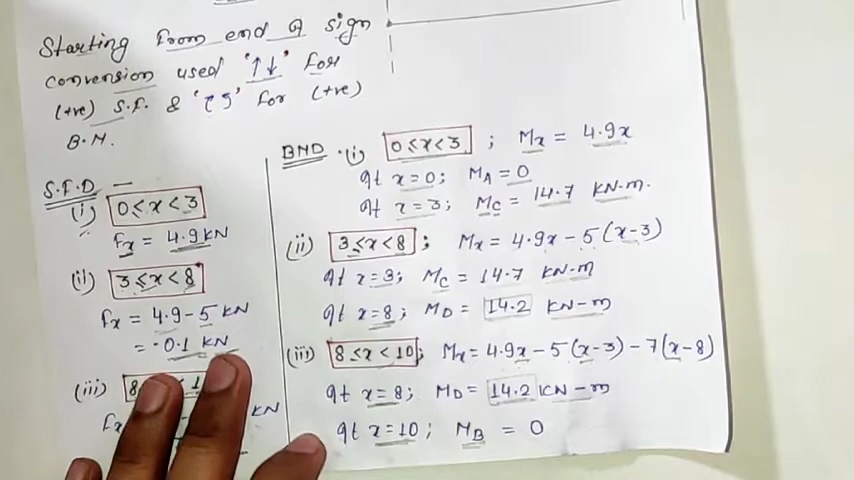 Starting from end A sign
convension used '↑↓' for
(+ve) S.F. & '↺' for (+ve)
B.M.
S.F.D -
(i) 0≤x<3
Fx = 4.9 KN
(ii) 3≤x<8
Fx = 4.9-5 KN
= -0.1 KN
(iii) 8
Fx KN
BMD (i) 0≤x<3 ; Mx = 4.9x
At x=0; MA=0
At x=3; Mc = 14.7 KN-m.
(ii) 3≤x<8 ; Mx = 4.9x - 5(x-3)
At x=3; Mc = 14.7 KN-m
At x=8; MD = 14.2 KN-m
(iii) 8≤x<10; Mx = 4.9x - 5(x-3) - 7(x-8)
At x=8; MD = 14.2 KN-m
At x=10; MB = 0